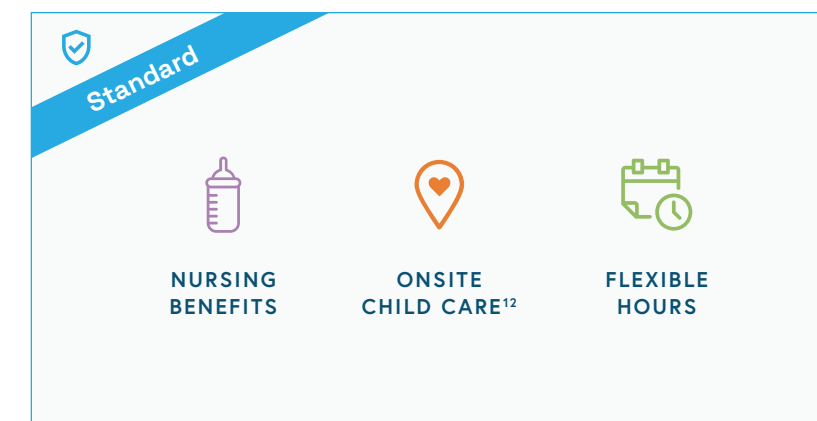 Standard
NURSING
BENEFITS
ONSITE
CHILD CARE¹²
FLEXIBLE
HOURS